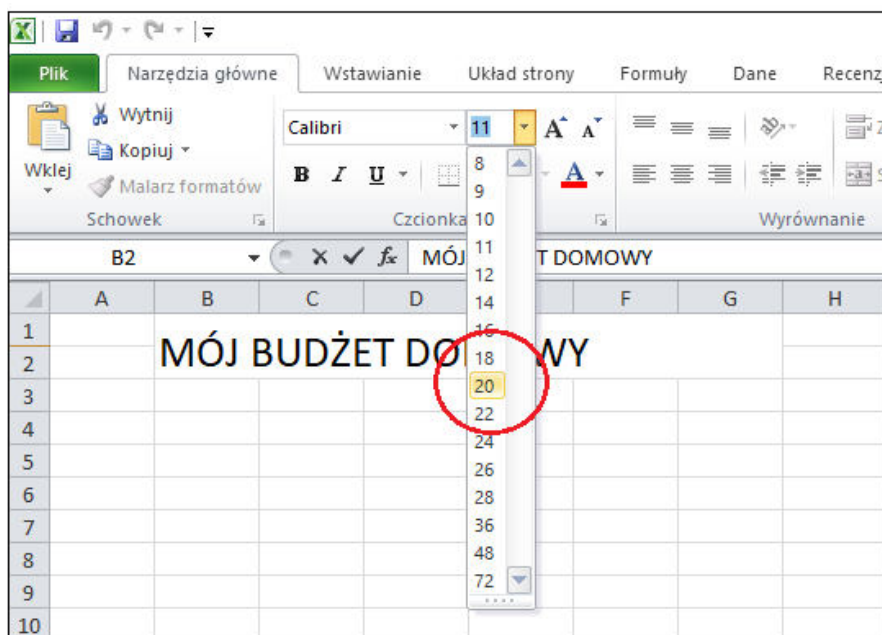 Plik Narzędzia główne Wstawianie Układ strony Formuły Dane Recenz
Wklej
Wytnij
Kopiuj
Malarz formatów
Schowek
Calibri 11
B I U A
Czcionka
Wyrównanie
B2 fx MÓJ T DOMOWY
8
9
10
11
12
14
16
18
20
22
24
26
28
36
48
72
A B C D F G H
1
2
3
4
5
6
7
8
9
10
MÓJ BUDŻET DO WY